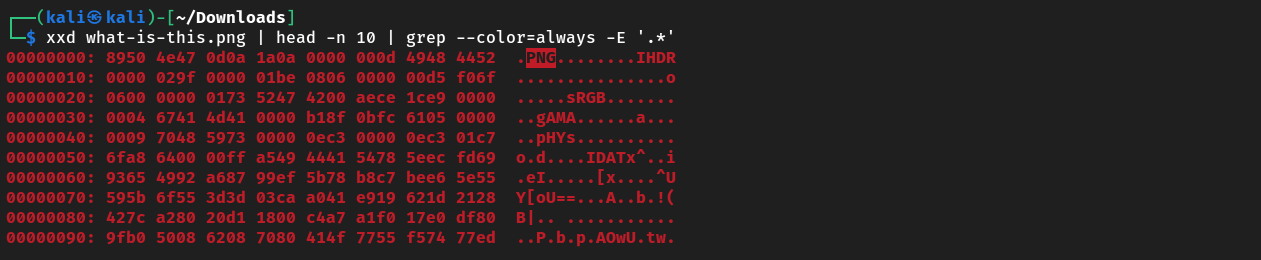 ┌──(kali㉿kali)-[~/Downloads]
└─$ xxd what-is-this.png | head -n 10 | grep --color=always -E '.*'
00000000: 8950 4e47 0d0a 1a0a 0000 000d 4948 4452  .PNG........IHDR
00000010: 0000 029f 0000 01be 0806 0000 00d5 f06f  ...............o
00000020: 0600 0000 0173 5247 4200 aece 1ce9 0000  .....sRGB.......
00000030: 0004 6741 4d41 0000 b18f 0bfc 6105 0000  ..gAMA......a...
00000040: 0009 7048 5973 0000 0ec3 0000 0ec3 01c7  ..pHYs..........
00000050: 6fa8 6400 00ff a549 4441 5478 5eec fd69  o.d....IDATx^..i
00000060: 9365 4992 a687 99ef 5b78 b8c7 bee6 5e55  .eI.....[x....^U
00000070: 595b 6f55 3d3d 03ca a041 e919 621d 2128  Y[oU==...A..b.!(
00000080: 427c a280 20d1 1800 c4a7 a1f0 17e0 df80  B|.. ...........
00000090: 9fb0 5008 6208 7080 414f 7755 f574 77ed  ..P.b.p.AOwU.tw.